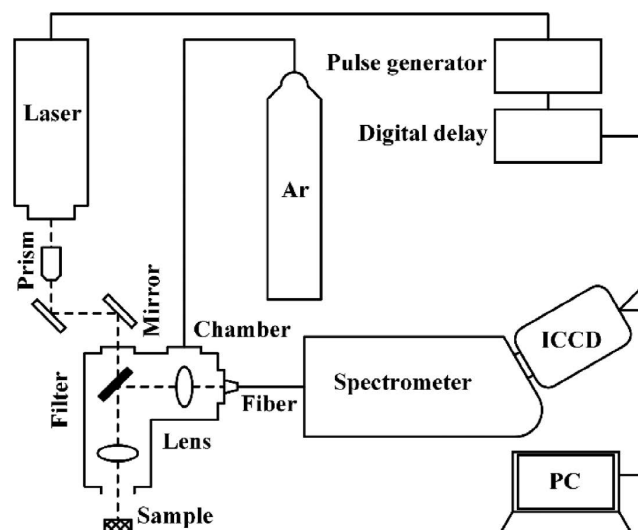 Pulse generator
Laser
Digital delay
Ar
Prism
Mirror
Chamber
ICCD
Spectrometer
Filter
Fiber
Lens
PC
Sample